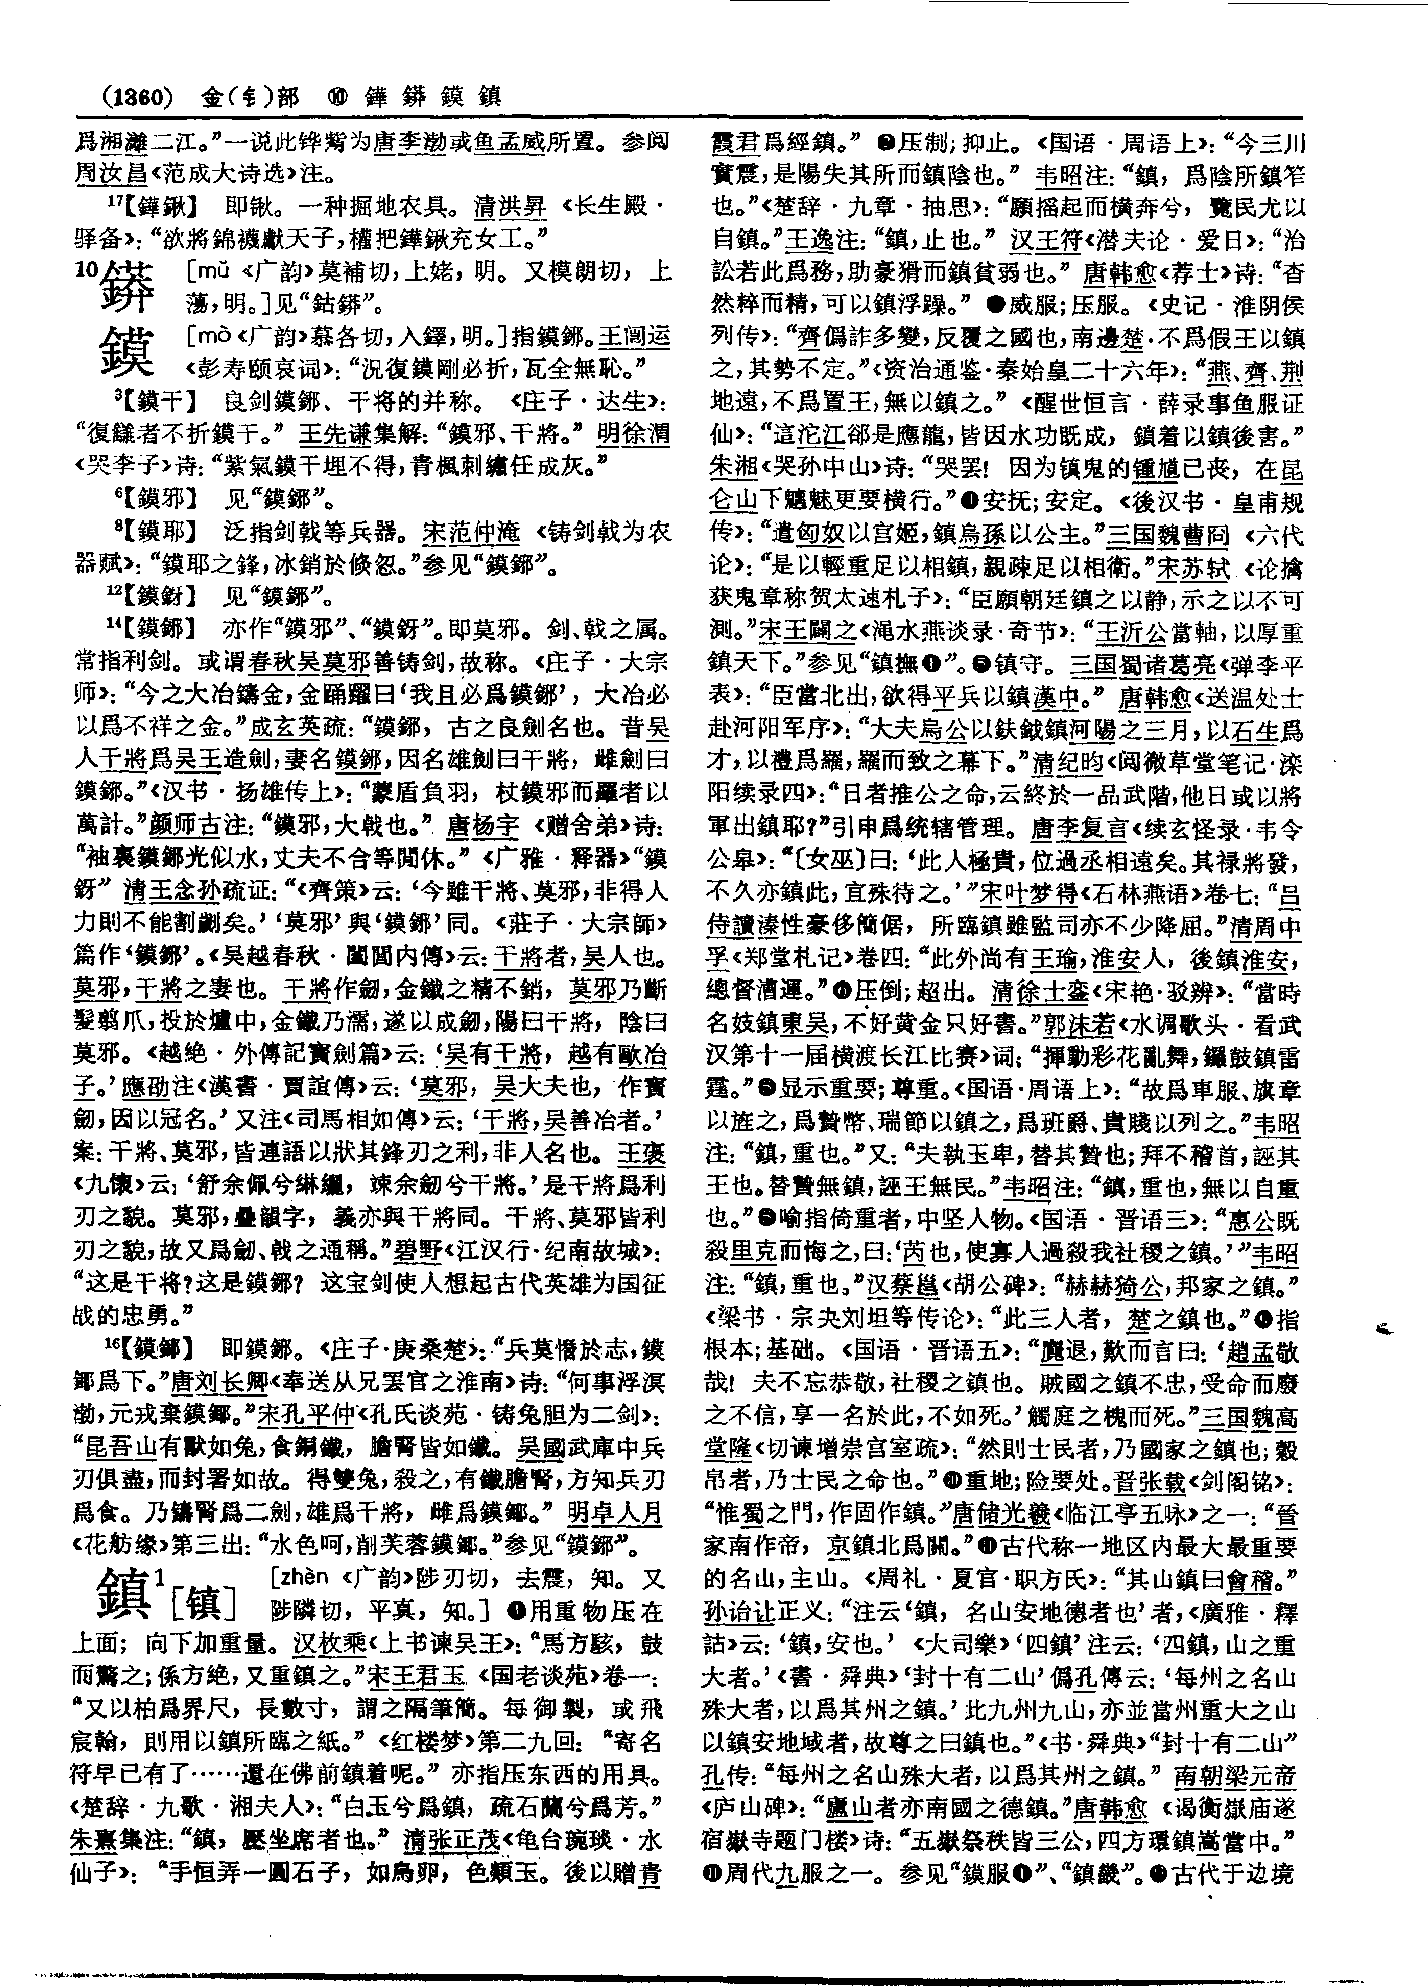 (1360) 金(钅)部 ⑩ 鏵 鏻 鏌 鎮
爲湘灕二江。”一说此铧觜为唐李渤或鱼孟威所置。参阅
周汝昌《范成大诗选》注。
17【鏵鍬】 即锹。一种掘地农具。清洪昇《长生殿·
驿备》：“欲將錦襪獻天子，權把鏵鍬充女工。”
10 [mǔ《广韵》莫補切，上姥，明。又模朗切，上
蕩，明。]见“鈷䥈”。
鏌 [mò《广韵》慕各切，入鐸，明。]指鏌鎁。王闿运
《彭寿颐哀词》：“況復鏌剛必折，瓦全無恥。”
3【鏌干】 良剑鏌鎁、干将的并称。《庄子·达生》：
“復讎者不折鏌干。”王先谦集解：“鏌邪、干將。”明徐渭
《哭李子》诗：“紫氣鏌干埋不得，青楓刺繡任成灰。”
6【鏌邪】 见“鏌鎁”。
8【鏌耶】 泛指剑戟等兵器。宋范仲淹《铸剑戟为农
器赋》：“鏌耶之鋒，冰銷於倏忽。”参见“鏌鎁”。
12【鏌釾】 见“鏌鎁”。
14【鏌鎁】 亦作“鏌邪”、“鏌釾”。即莫邪。剑、戟之属。
常指利剑。或谓春秋吴莫邪善铸剑，故称。《庄子·大宗
师》：“今之大冶鑄金，金踊躍曰‘我且必爲鏌鎁’，大冶必
以爲不祥之金。”成玄英疏：“鏌鎁，古之良劍名也。昔吴
人干將爲吴王造劍，妻名鏌鎁，因名雄劍曰干將，雌劍曰
鏌鎁。”《汉书·扬雄传上》：“蒙盾負羽，杖鏌邪而羅者以
萬計。”颜师古注：“鏌邪，大戟也。”唐杨宇《赠舍弟》诗：
“袖裏鏌鎁光似水，丈夫不合等閒休。”《广雅·释器》“鏌
釾”清王念孙疏证：“《齊策》云：‘今雖干將、莫邪，非得人
力則不能割劌矣。’‘莫邪’與‘鏌鎁’同。《莊子·大宗師》
篇作‘鏌鎁’。《吴越春秋·闔閭内傳》云：干將者，吴人也。
莫邪，干將之妻也。干將作劒，金鐵之精不銷，莫邪乃斷
髮翦爪，投於爐中，金鐵乃濡，遂以成劒，陽曰干將，陰曰
莫邪。《越絶·外傳記寶劍篇》云：‘吴有干將，越有歐冶
子。’應劭注《漢書·賈誼傳》云：‘莫邪，吴大夫也，作寶
劒，因以冠名。’又注《司馬相如傳》云：‘干將，吴善冶者。’
案：干將、莫邪，皆連語以狀其鋒刃之利，非人名也。王褒
《九懷》云：‘舒余佩兮綝纚，竦余劒兮干將。’是干將爲利
刃之貌。莫邪，疊韻字，義亦與干將同。干將、莫邪皆利
刃之貌，故又爲劒、戟之通稱。”碧野《江汉行·纪南故城》：
“这是干将？这是鏌鎁？这宝剑使人想起古代英雄为国征
战的忠勇。”
16【鏌鋣】 即鏌鎁。《庄子·庚桑楚》：“兵莫憯於志，鏌
鋣爲下。”唐刘长卿《奉送从兄罢官之淮南》诗：“何事浮溟
渤，元戎棄鏌鋣。”宋孔平仲《孔氏谈苑·铸兔胆为二剑》：
“昆吾山有獸如兔，食銅鐵，膽腎皆如鐵。吴國武庫中兵
刃俱盡，而封署如故。得雙兔，殺之，有鐵膽腎，方知兵刃
爲食。乃鑄腎爲二劍，雄爲干將，雌爲鏌鋣。”明卓人月
《花舫缘》第三出：“水色呵，削芙蓉鏌鋣。”参见“鏌鎁”。
鎮1［镇］ [zhèn《广韵》陟刃切，去震，知。又
陟鄰切，平真，知。] ❶用重物压在
上面；向下加重量。汉枚乘《上书谏吴王》：“馬方駭，鼓
而驚之；係方絶，又重鎮之。”宋王君玉《国老谈苑》卷一：
“又以柏爲界尺，長數寸，謂之隔筆簡。每御製，或飛
宸翰，則用以鎮所臨之紙。”《红楼梦》第二九回：“寄名
符早已有了……還在佛前鎮着呢。”亦指压东西的用具。
《楚辞·九歌·湘夫人》：“白玉兮爲鎮，疏石蘭兮爲芳。”
朱熹集注：“鎮，壓坐席者也。”清张正茂《龟台琬琰·水
仙子》：“手恒弄一圓石子，如鳥卵，色類玉。後以贈青
霞君爲經鎮。”❷压制；抑止。《国语·周语上》：“今三川
實震，是陽失其所而鎮陰也。”韦昭注：“鎮，爲陰所鎮笮
也。”《楚辞·九章·抽思》：“願摇起而横奔兮，覽民尤以
自鎮。”王逸注：“鎮，止也。”汉王符《潜夫论·爱日》：“治
訟若此爲務，助豪猾而鎮貧弱也。”唐韩愈《荐士》诗：“杳
然粹而精，可以鎮浮躁。”❸威服；压服。《史记·淮阴侯
列传》：“齊僞詐多變，反覆之國也，南邊楚，不爲假王以鎮
之，其勢不定。”《资治通鉴·秦始皇二十六年》：“燕、齊、荆
地遠，不爲置王，無以鎮之。”《醒世恒言·薛录事鱼服证
仙》：“這沱江卻是應龍，皆因水功既成，鎖着以鎮後害。”
朱湘《哭孙中山》诗：“哭罢！因为镇鬼的锺馗已丧，在昆
仑山下魑魅更要横行。”❹安抚；安定。《後汉书·皇甫规
传》：“遣匈奴以宫姬，鎮烏孫以公主。”三国魏曹冏《六代
论》：“是以輕重足以相鎮，親疎足以相衛。”宋苏轼《论擒
获鬼章称贺太速札子》：“臣願朝廷鎮之以静，示之以不可
測。”宋王闢之《渑水燕谈录·奇节》：“王沂公當軸，以厚重
鎮天下。”参见“鎮撫❶”。❺镇守。三国蜀诸葛亮《弹李平
表》：“臣當北出，欲得平兵以鎮漢中。”唐韩愈《送温处士
赴河阳军序》：“大夫烏公以鈇鉞鎮河陽之三月，以石生爲
才，以禮爲羅，羅而致之幕下。”清纪昀《阅微草堂笔记·滦
阳续录四》：“日者推公之命，云終於一品武階，他日或以將
軍出鎮耶？”引申爲统辖管理。唐李复言《续玄怪录·韦令
公皋》：“〔女巫〕曰：‘此人極貴，位過丞相遠矣。其禄將發，
不久亦鎮此，宜殊待之。’”宋叶梦得《石林燕语》卷七：“吕
侍讀溱性豪侈簡倨，所臨鎮雖監司亦不少降屈。”清周中
孚《郑堂札记》卷四：“此外尚有王瑜，淮安人，後鎮淮安，
總督漕運。”❻压倒；超出。清徐士銮《宋艳·驳辨》：“當時
名妓鎮東吴，不好黄金只好書。”郭沫若《水调歌头·看武
汉第十一届横渡长江比赛》词：“揮動彩花亂舞，鑼鼓鎮雷
霆。”❼显示重要；尊重。《国语·周语上》：“故爲車服、旗章
以旌之，爲贄幣、瑞節以鎮之，爲班爵、貴賤以列之。”韦昭
注：“鎮，重也。”又：“夫執玉卑，替其贄也；拜不稽首，誣其
王也。替贄無鎮，誣王無民。”韦昭注：“鎮，重也，無以自重
也。”❽喻指倚重者，中坚人物。《国语·晋语三》：“惠公既
殺里克而悔之，曰：‘芮也，使寡人過殺我社稷之鎮。’”韦昭
注：“鎮，重也。”汉蔡邕《胡公碑》：“赫赫猗公，邦家之鎮。”
《梁书·宗夬刘坦等传论》：“此三人者，楚之鎮也。”❾指
根本；基础。《国语·晋语五》：“麑退，歎而言曰：‘趙孟敬
哉！夫不忘恭敬，社稷之鎮也。賊國之鎮不忠，受命而廢
之不信，享一名於此，不如死。’觸庭之槐而死。”三国魏高
堂隆《切谏增崇宫室疏》：“然則士民者，乃國家之鎮也；穀
帛者，乃士民之命也。”❿重地；险要处。晋张载《剑阁铭》：
“惟蜀之門，作固作鎮。”唐储光羲《临江亭五咏》之一：“晉
家南作帝，京鎮北爲關。”⓫古代称一地区内最大最重要
的名山，主山。《周礼·夏官·职方氏》：“其山鎮曰會稽。”
孙诒让正义：“注云‘鎮，名山安地德者也’者，《廣雅·釋
詁》云：‘鎮，安也。’《大司樂》‘四鎮’注云：‘四鎮，山之重
大者。’《書·舜典》‘封十有二山’僞孔傳云：‘每州之名山
殊大者，以爲其州之鎮。’此九州九山，亦並當州重大之山
以鎮安地域者，故尊之曰鎮也。”《书·舜典》“封十有二山”
孔传：“每州之名山殊大者，以爲其州之鎮。”南朝梁元帝
《庐山碑》：“廬山者亦南國之德鎮。”唐韩愈《谒衡嶽庙遂
宿嶽寺题门楼》诗：“五嶽祭秩皆三公，四方環鎮嵩當中。”
⓬周代九服之一。参见“鏌服❶”、“鎮畿”。⓭古代于边境